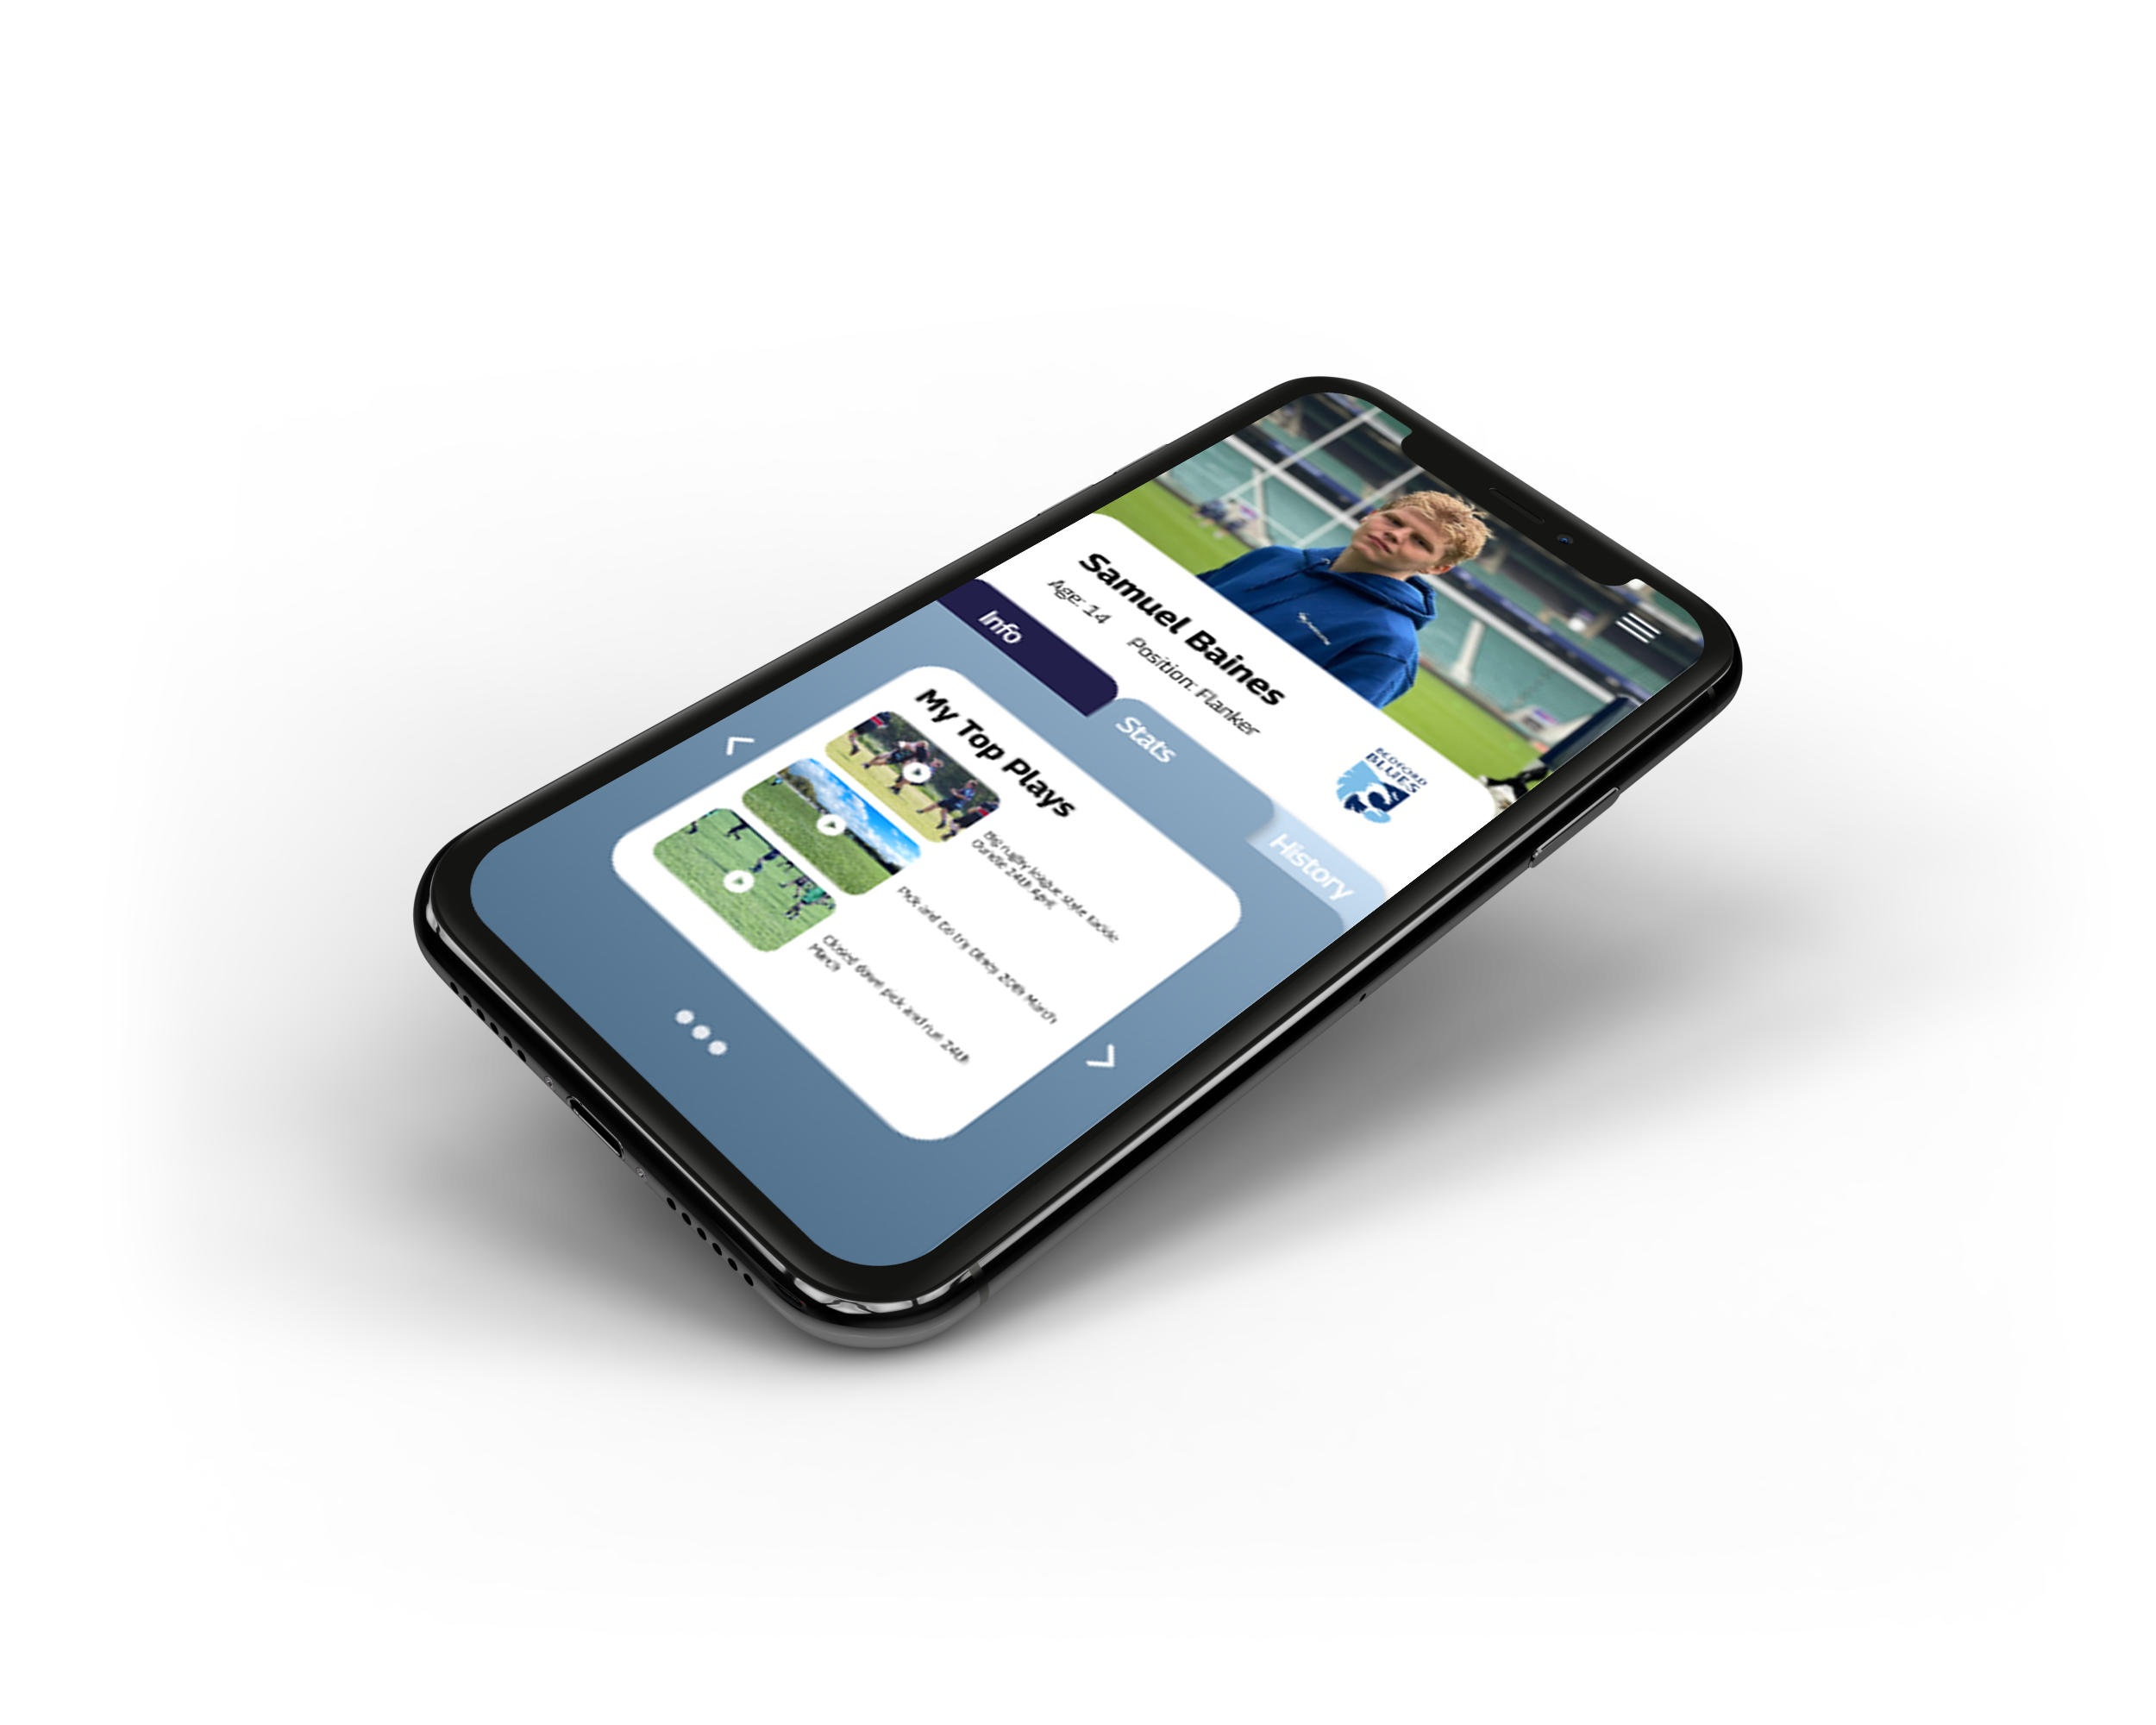 Samuel Baines
Age: 14 Position: Flanker
BEDFORD
BLUES
Info
Stats
History
My Top Plays
Big rugby league style tackle
Oundle 24th April
Pick and Go try 20th March
Closed down pick and run 24th
March